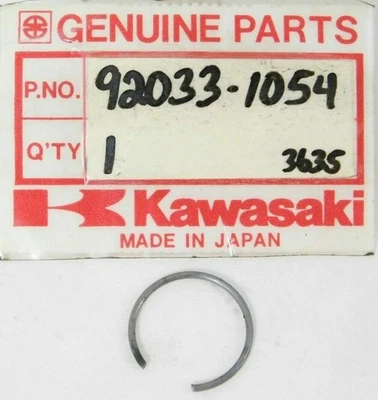 GENUINE PARTS
P.NO. 92033-1054
Q'TY 1 3635
Kawasaki
MADE IN JAPAN